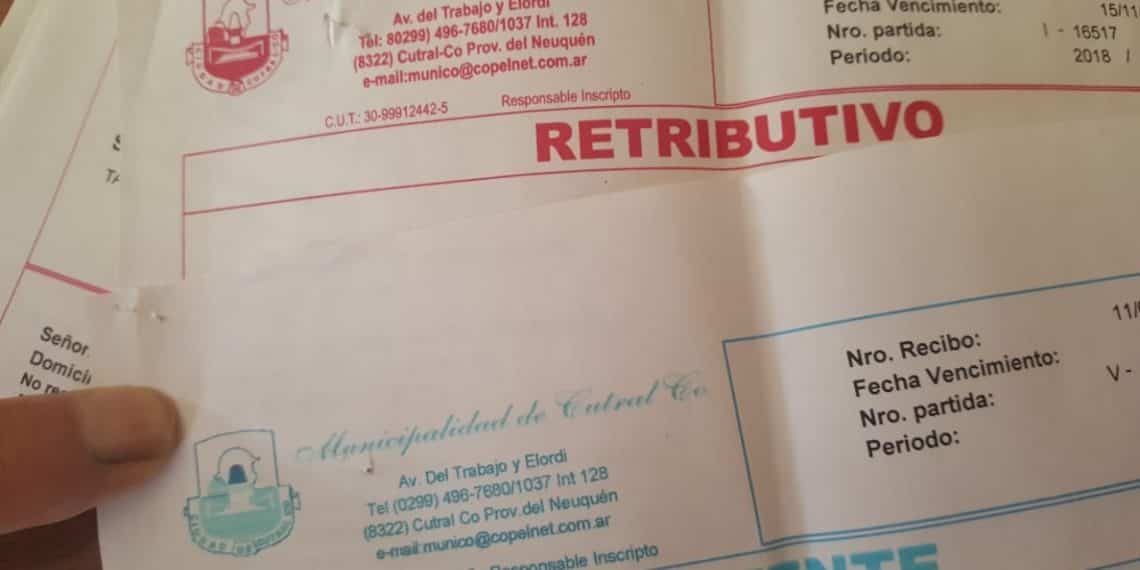 Av. del Trabajo y Elordi
Tel: 80299) 496-7680/1037 Int. 128
(8322) Cutral-Co Prov. del Neuquén
e-mail:munico@copelnet.com.ar
C.U.T.: 30-99912442-5
Responsable Inscripto
Fecha Vencimiento: 15/11
Nro. partida: I - 16517
Periodo: 2018 /
RETRIBUTIVO
Señor
Domici
No re
Municipalidad de Cutral Co
Av. Del Trabajo y Elordi
Tel (0299) 496-7680/1037 Int 128
(8322) Cutral Co Prov.del Neuquén
e-mail:munico@copelnet.com.ar
Responsable Inscripto
Nro. Recibo: 11/
Fecha Vencimiento:
Nro. partida: V -
Periodo:
ENTE